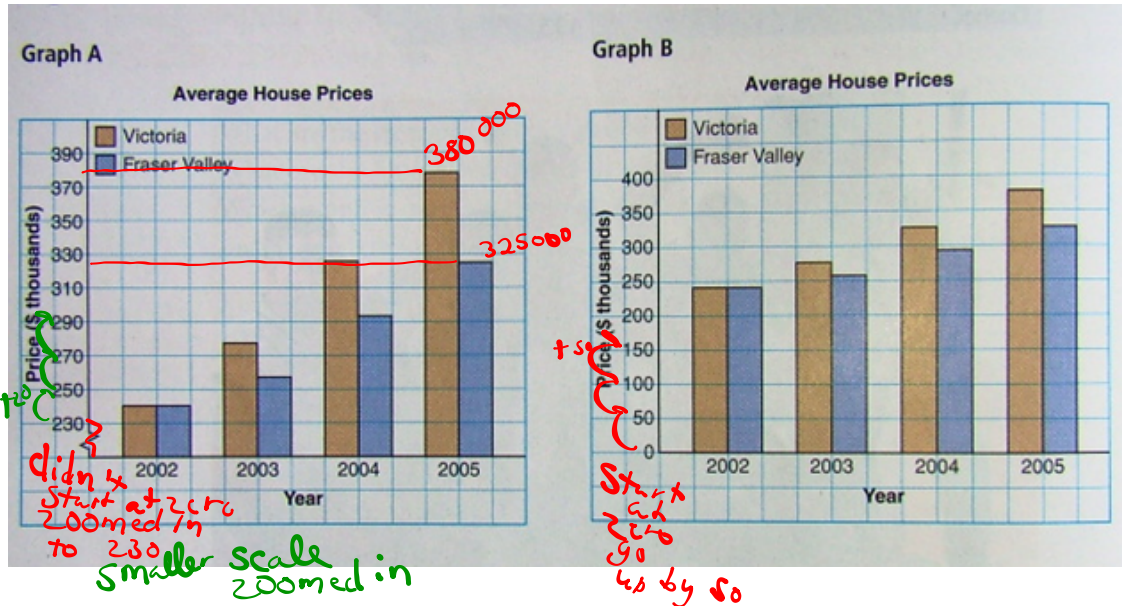 Graph A
Average House Prices
Victoria
Fraser Valley
390
370
350
330
310
290
270
250
230
Price ($ thousands)
2002 2003 2004 2005
Year
380 000
325000
+20
didnt
start at zero
zoomed in
to 230
smaller scale
zoomed in
Graph B
Average House Prices
Victoria
Fraser Valley
400
350
300
250
200
150
100
50
0
Price ($ thousands)
2002 2003 2004 2005
Year
+50
Start
at
zero
go
up by 50